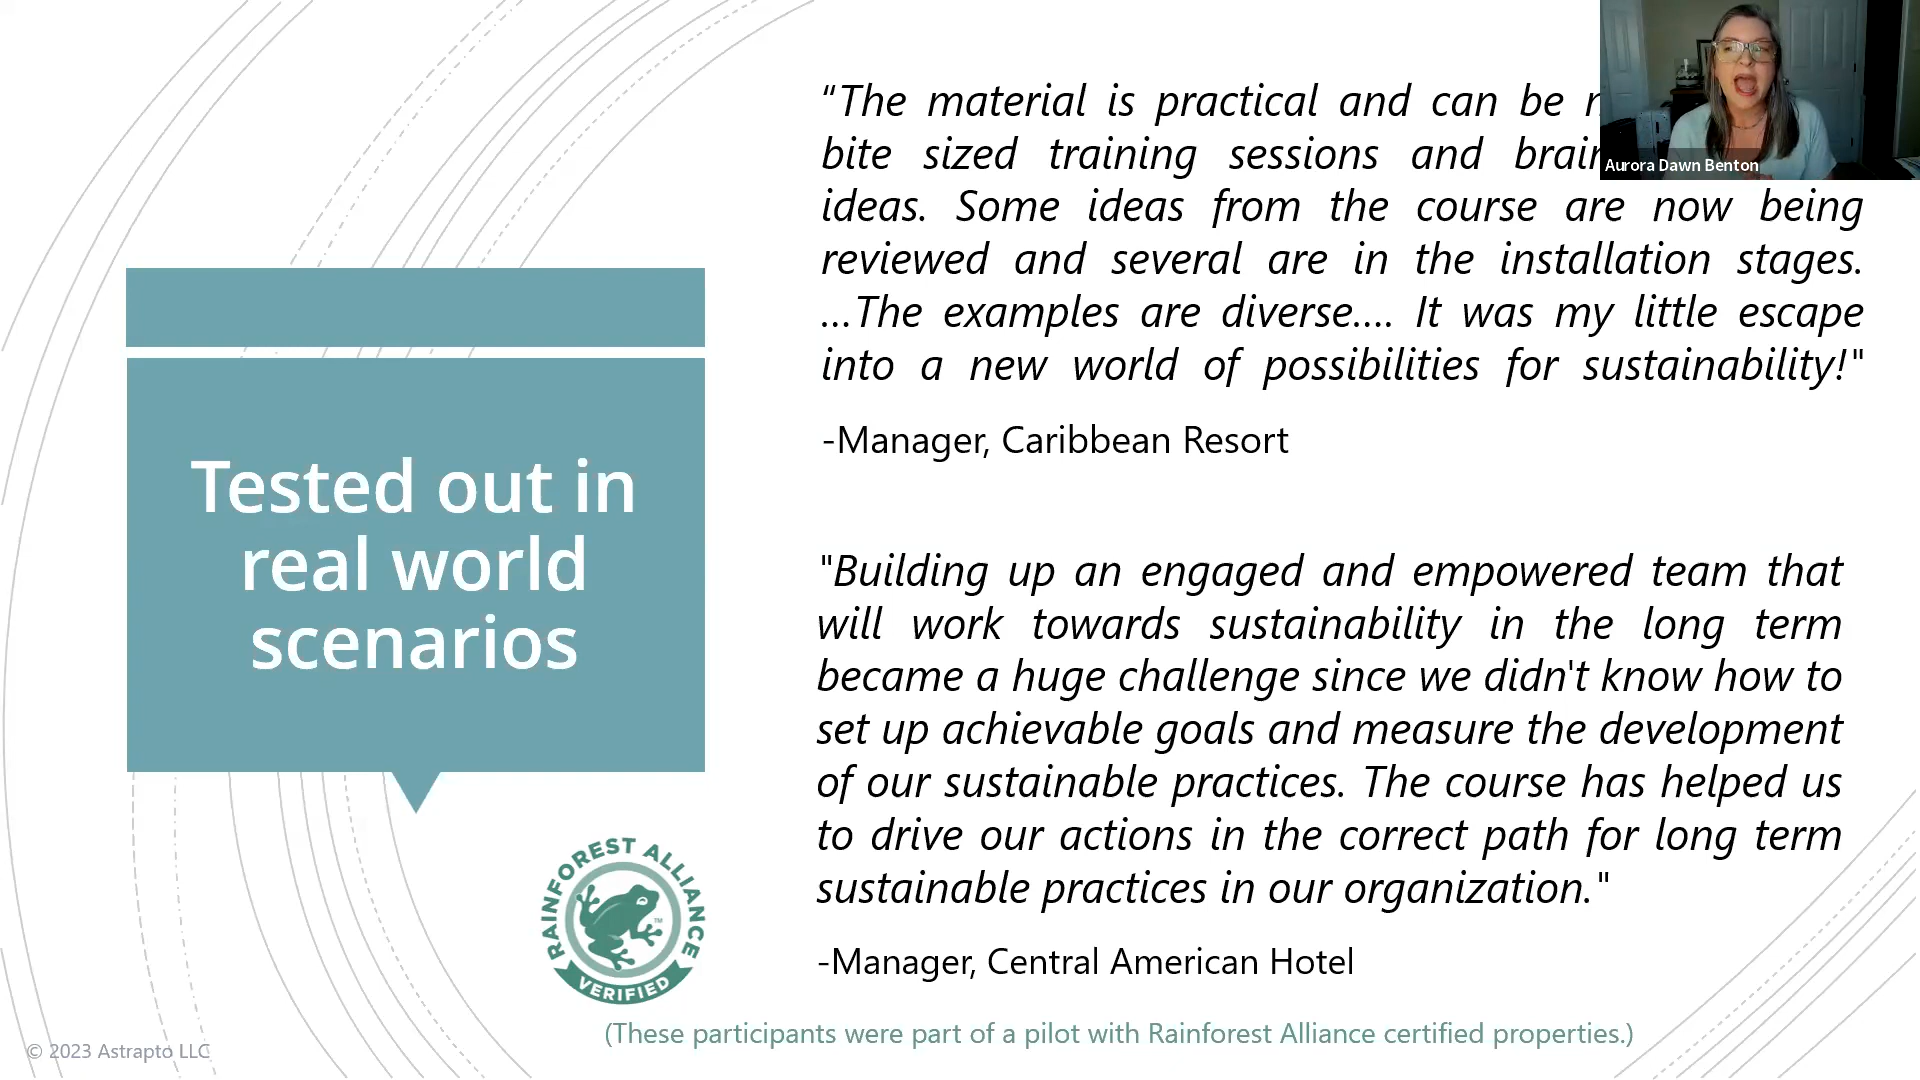 “The material is practical and can be
bite sized training sessions and
ideas. Some ideas from the course are now being
reviewed and several are in the installation stages.
...The examples are diverse.... It was my little escape
into a new world of possibilities for sustainability!"
-Manager, Caribbean Resort
Aurora Dawn Benton
Tested out in
real world
scenarios
"Building up an engaged and empowered team that
will work towards sustainability in the long term
became a huge challenge since we didn't know how to
set up achievable goals and measure the development
of our sustainable practices. The course has helped us
to drive our actions in the correct path for long term
sustainable practices in our organization."
-Manager, Central American Hotel
RAINFOREST ALLIANCE
TM
VERIFIED
(These participants were part of a pilot with Rainforest Alliance certified properties.)
© 2023 Astrapto LLC